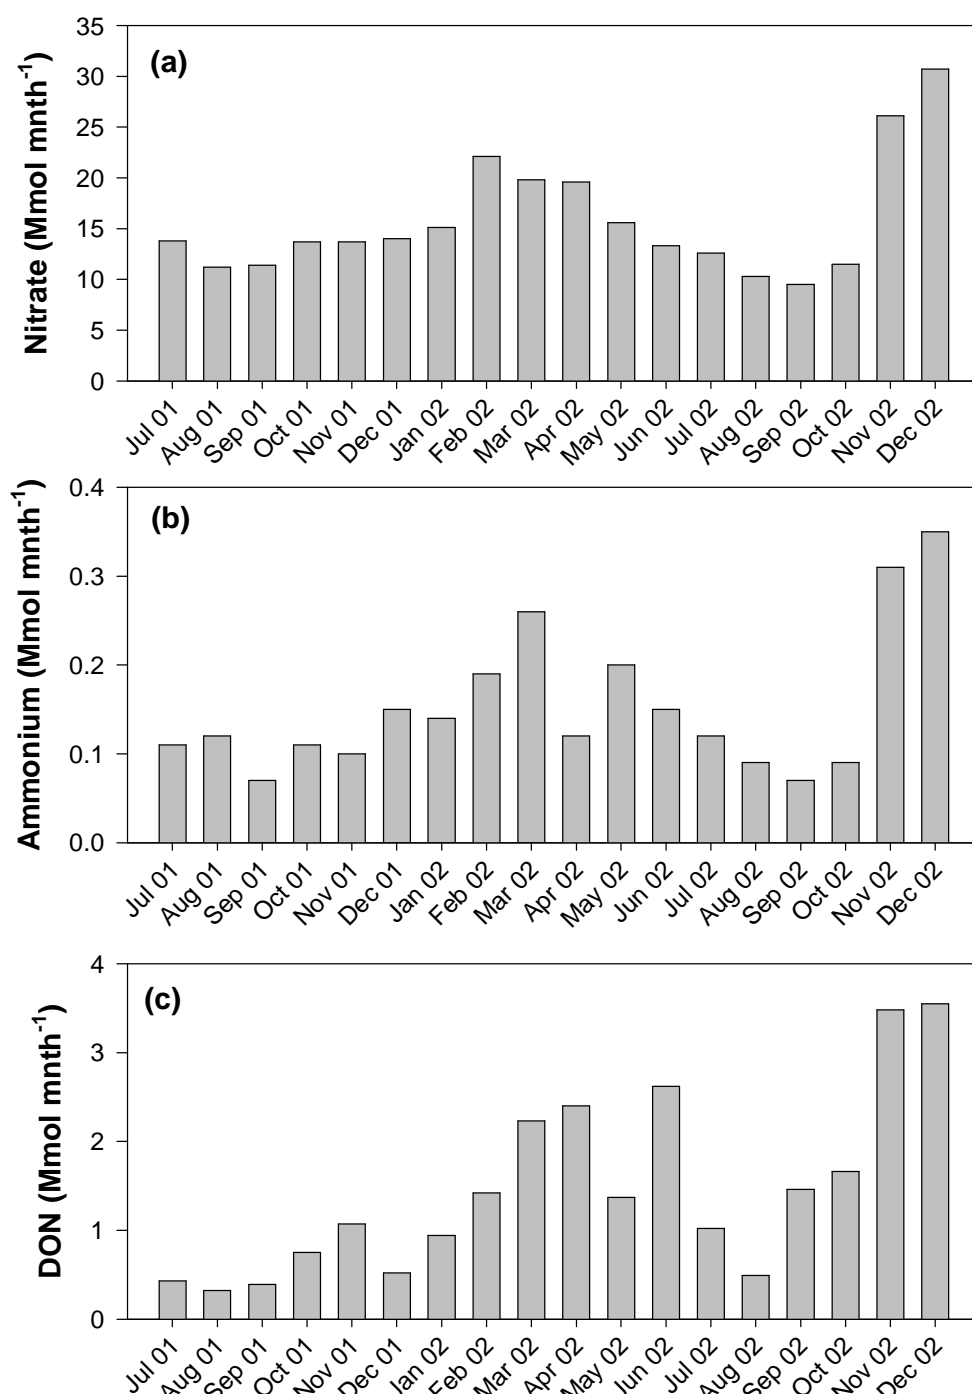 (a)
Nitrate (Mmol mnth⁻¹)
35
30
25
20
15
10
5
0
Jul 01 Aug 01 Sep 01 Oct 01 Nov 01 Dec 01 Jan 02 Feb 02 Mar 02 Apr 02 May 02 Jun 02 Jul 02 Aug 02 Sep 02 Oct 02 Nov 02 Dec 02
(b)
Ammonium (Mmol mnth⁻¹)
0.4
0.3
0.2
0.1
0.0
Jul 01 Aug 01 Sep 01 Oct 01 Nov 01 Dec 01 Jan 02 Feb 02 Mar 02 Apr 02 May 02 Jun 02 Jul 02 Aug 02 Sep 02 Oct 02 Nov 02 Dec 02
(c)
DON (Mmol mnth⁻¹)
4
3
2
1
0
Jul 01 Aug 01 Sep 01 Oct 01 Nov 01 Dec 01 Jan 02 Feb 02 Mar 02 Apr 02 May 02 Jun 02 Jul 02 Aug 02 Sep 02 Oct 02 Nov 02 Dec 02